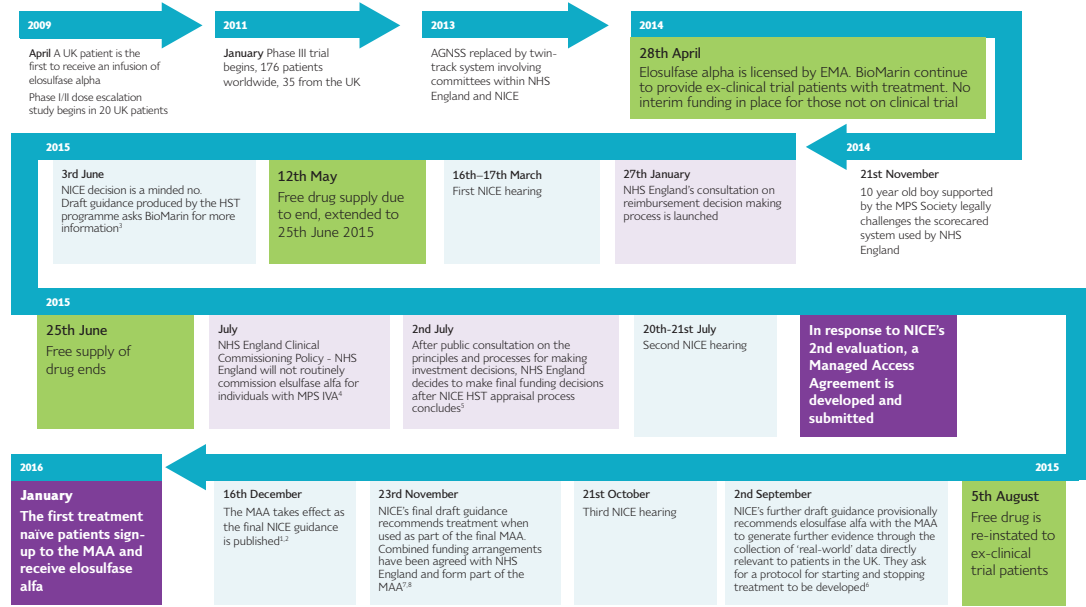 2009
April A UK patient is the
first to receive an infusion of
elosulfase alpha
Phase I/II dose escalation
study begins in 20 UK patients
2011
January Phase III trial
begins, 176 patients
worldwide, 35 from the UK
2013
AGNSS replaced by twin-
track system involving
committees within NHS
England and NICE
2014
28th April
Elosulfase alpha is licensed by EMA. BioMarin continue
to provide ex-clinical trial patients with treatment. No
interim funding in place for those not on clinical trial
2014
21st November
10 year old boy supported
by the MPS Society legally
challenges the scorecared
system used by NHS
England
2015
27th January
NHS England's consultation on
reimbursement decision making
process is launched
16th–17th March
First NICE hearing
12th May
Free drug supply due
to end, extended to
25th June 2015
3rd June
NICE decision is a minded no.
Draft guidance produced by the HST
programme asks BioMarin for more
information3
2015
25th June
Free supply of
drug ends
July
NHS England Clinical
Commissioning Policy - NHS
England will not routinely
commission elsulfase alfa for
individuals with MPS IVA4
2nd July
After public consultation on the
principles and processes for making
investment decisions, NHS England
decides to make final funding decisions
after NICE HST appraisal process
concludes5
20th-21st July
Second NICE hearing
In response to NICE's
2nd evaluation, a
Managed Access
Agreement is
developed and
submitted
2015
5th August
Free drug is
re-instated to
ex-clinical
trial patients
2nd September
NICE's further draft guidance provisionally
recommends elosulfase alfa with the MAA
to generate further evidence through the
collection of 'real-world' data directly
relevant to patients in the UK. They ask
for a protocol for starting and stopping
treatment to be developed6
21st October
Third NICE hearing
23rd November
NICE's final draft guidance
recommends treatment when
used as part of the final MAA.
Combined funding arrangements
have been agreed with NHS
England and form part of the
MAA7,8
16th December
The MAA takes effect as
the final NICE guidance
is published1,2
2016
January
The first treatment
naïve patients sign-
up to the MAA and
receive elosulfase
alfa